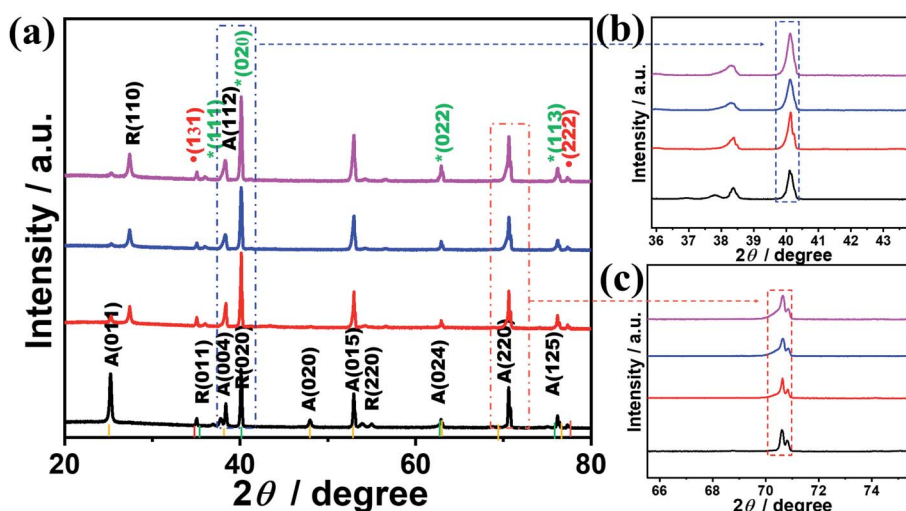 (a)
Intensity / a.u.
R(110)
•(131)
*(111)
A(112)
*(020)
*(022)
*(113)
•(222)
A(011)
R(011)
A(004)
R(020)
A(020)
A(015)
R(220)
A(024)
A(220)
A(125)
20 40 60 80
2θ / degree
(b)
Intensity / a.u.
36 37 38 39 40 41 42 43
2θ / degree
(c)
Intensity / a.u.
66 68 70 72 74
2θ / degree